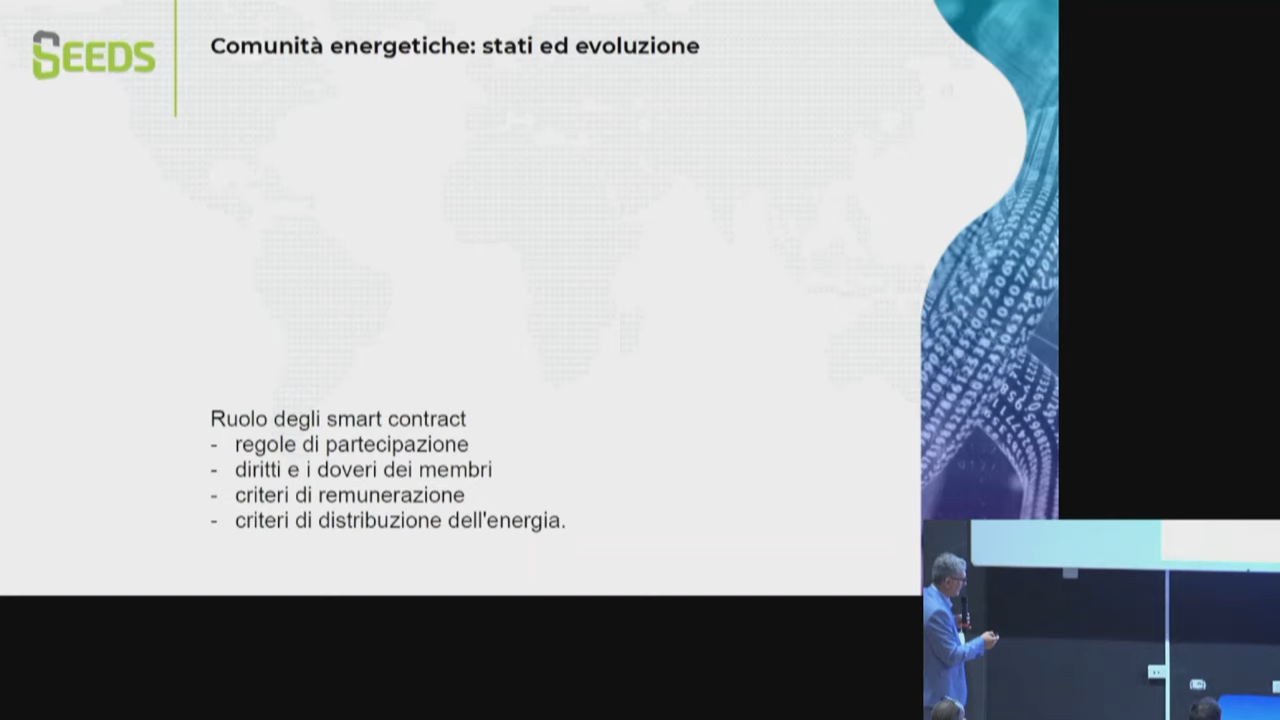 SEEDS
Comunità energetiche: stati ed evoluzione
Ruolo degli smart contract
- regole di partecipazione
- diritti e i doveri dei membri
- criteri di remunerazione
- criteri di distribuzione dell'energia.